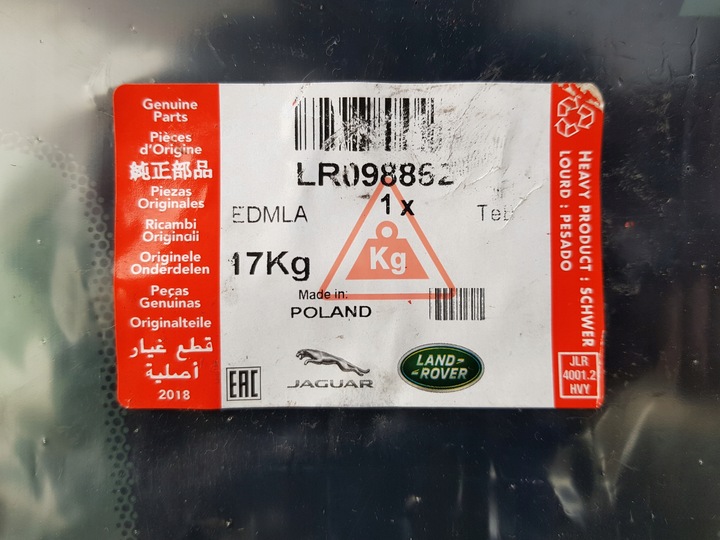 Genuine
Parts
Pièces
d'Origine
純正部品
Piezas
Originales
Ricambi
Originali
Originele
Onderdelen
Peças
Genuinas
Originalteile
قطع غيار
أصلية
2018
LR098862
1 x
EDMLA
17Kg
Kg
Made in:
POLAND
EAC
JAGUAR
LAND
ROVER
HEAVY PRODUCT : SCHWER
LOURD : PESADO
JLR
4001.2
HVY